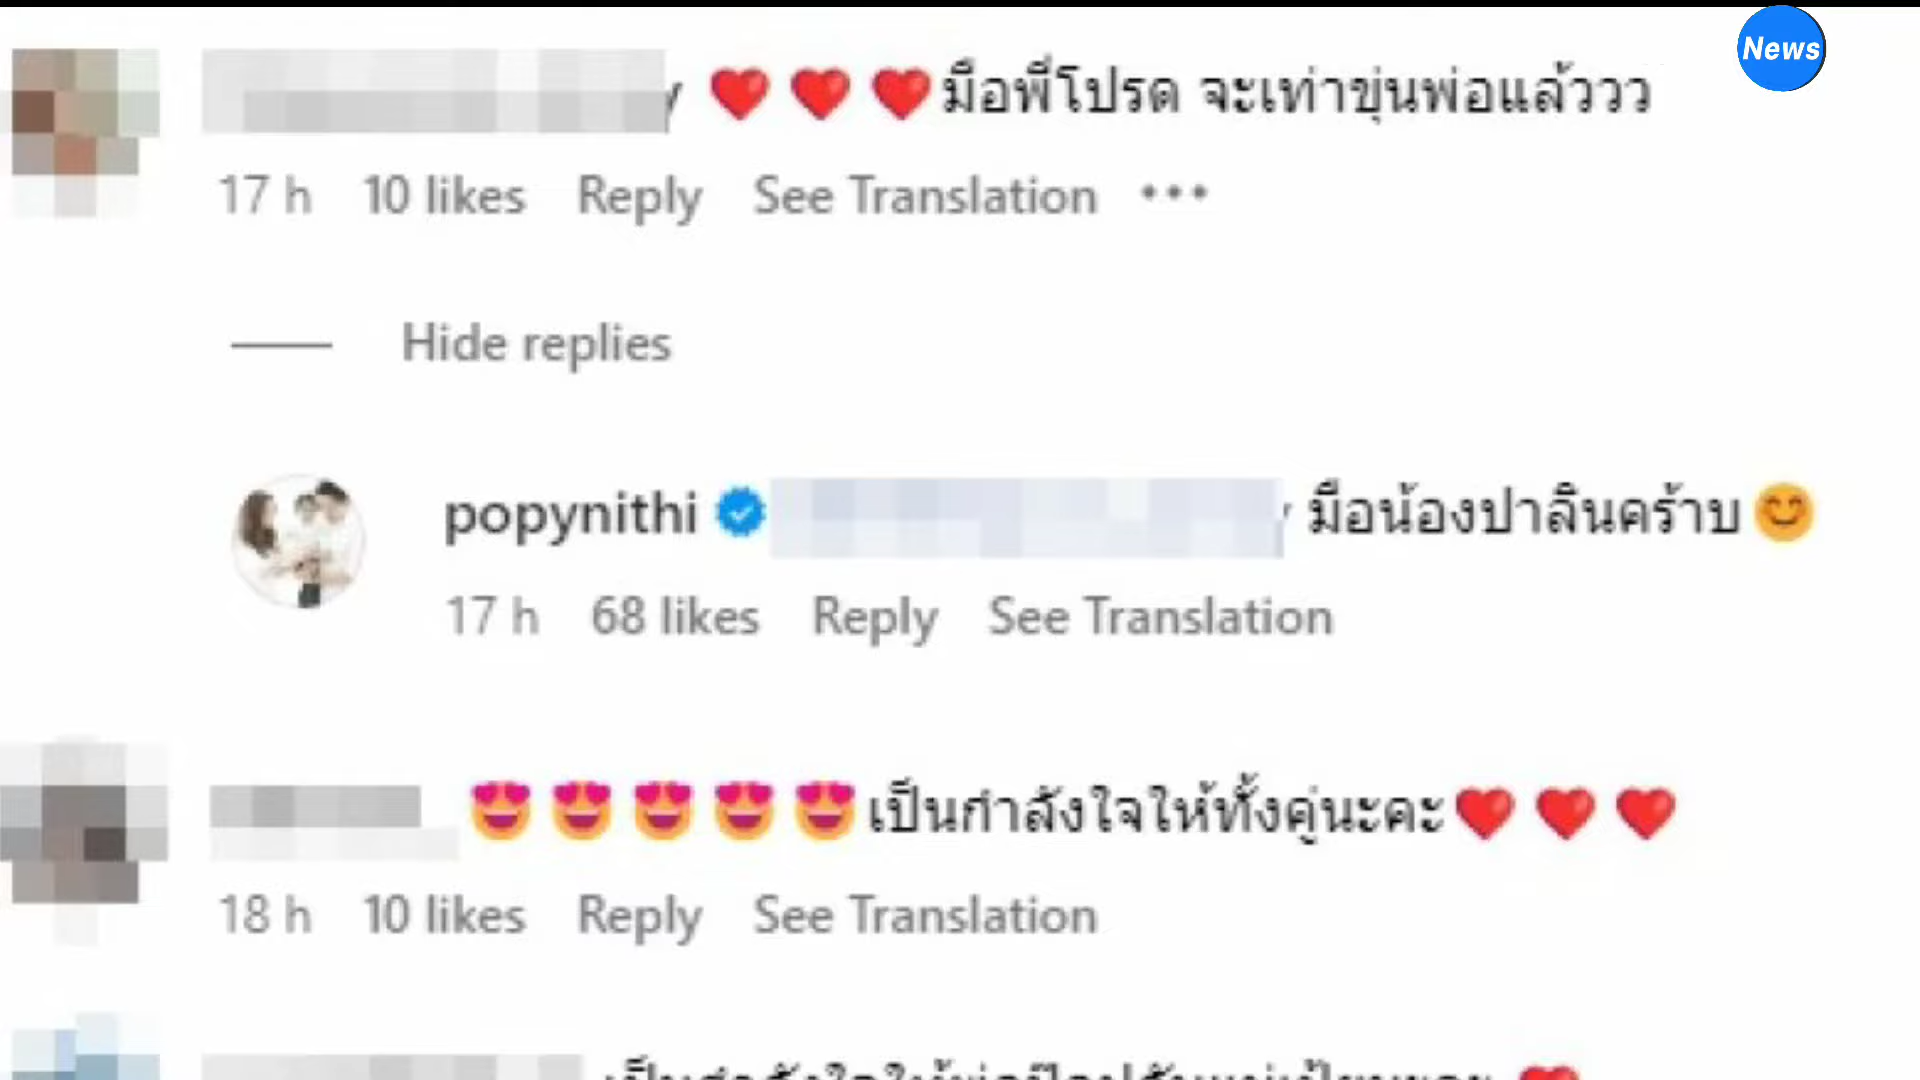 News
❤️ ❤️ ❤️ มือพี่โปรด จะเท่าขุ่นพ่อแล้ววว
17 h 10 likes Reply See Translation •••
Hide replies
popynithi มือน้องปาลินคร้าบ😊
17 h 68 likes Reply See Translation
😍 😍 😍 😍 😍 เป็นกำลังใจให้ทั้งคู่นะคะ❤️ ❤️ ❤️
18 h 10 likes Reply See Translation